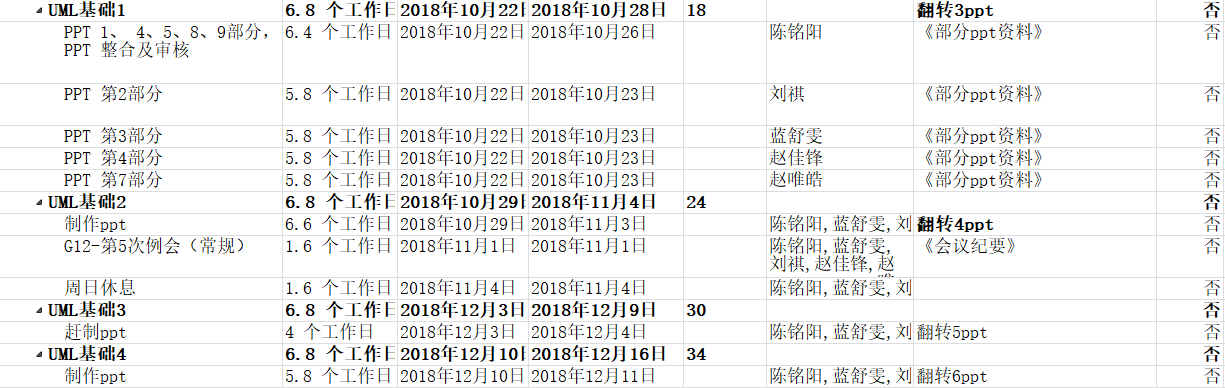 UML基础1 6.8 个工作日 2018年10月22日 2018年10月28日 18 翻转3ppt 否
PPT 1、 4、5、8、9部分, 6.4 个工作日 2018年10月22日 2018年10月26日 陈铭阳 《部分ppt资料》 否
PPT 整合及审核
PPT 第2部分 5.8 个工作日 2018年10月22日 2018年10月23日 刘祺 《部分ppt资料》 否
PPT 第3部分 5.8 个工作日 2018年10月22日 2018年10月23日 蓝舒雯 《部分ppt资料》 否
PPT 第4部分 5.8 个工作日 2018年10月22日 2018年10月23日 赵佳锋 《部分ppt资料》 否
PPT 第7部分 5.8 个工作日 2018年10月22日 2018年10月23日 赵唯皓 《部分ppt资料》 否
UML基础2 6.8 个工作日 2018年10月29日 2018年11月4日 24 否
制作ppt 6.6 个工作日 2018年10月29日 2018年11月3日 陈铭阳,蓝舒雯,刘 翻转4ppt 否
G12-第5次例会（常规） 1.6 个工作日 2018年11月1日 2018年11月1日 陈铭阳,蓝舒雯, 《会议纪要》 否
刘祺,赵佳锋,赵
周日休息 1.6 个工作日 2018年11月4日 2018年11月4日 陈铭阳,蓝舒雯,刘 否
UML基础3 6.8 个工作日 2018年12月3日 2018年12月9日 30 否
赶制ppt 4 个工作日 2018年12月3日 2018年12月4日 陈铭阳,蓝舒雯,刘 翻转5ppt 否
UML基础4 6.8 个工作日 2018年12月10日 2018年12月16日 34 否
制作ppt 5.8 个工作日 2018年12月10日 2018年12月11日 陈铭阳,蓝舒雯,刘 翻转6ppt 否